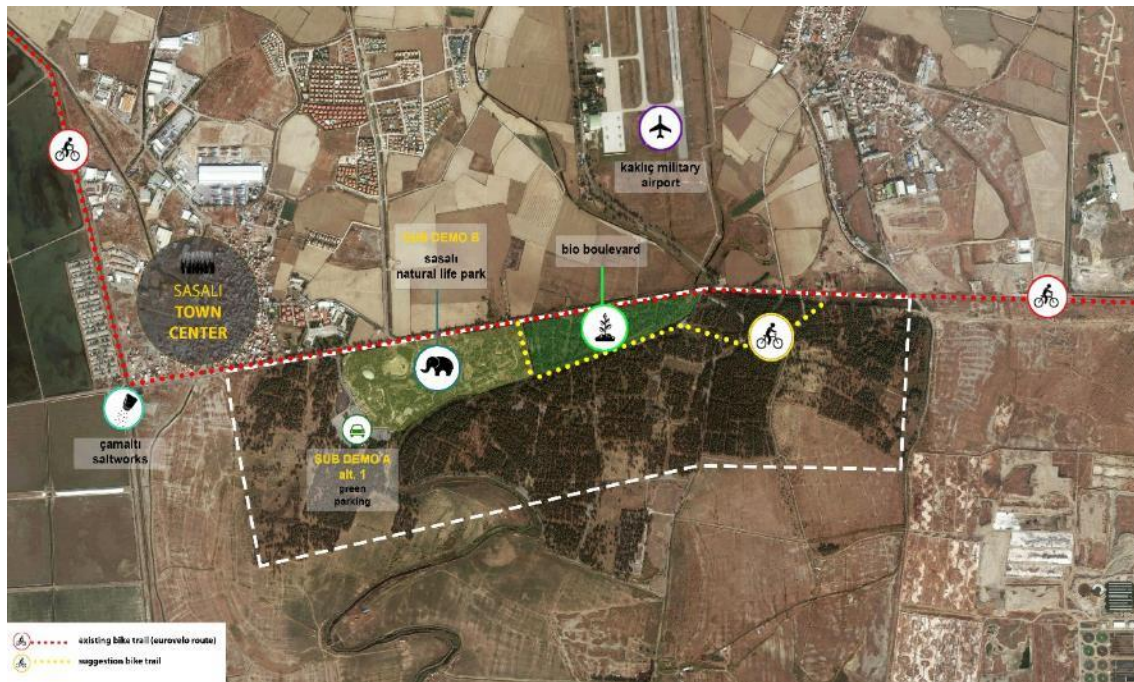 kaklıç military
airport
SUB DEMO B
sasalı
natural life park
bio boulevard
SASALI
TOWN
CENTER
çamaltı
saltworks
SUB DEMO A
alt. 1
green
parking
existing bike trail (eurovelo route)
suggestion bike trail